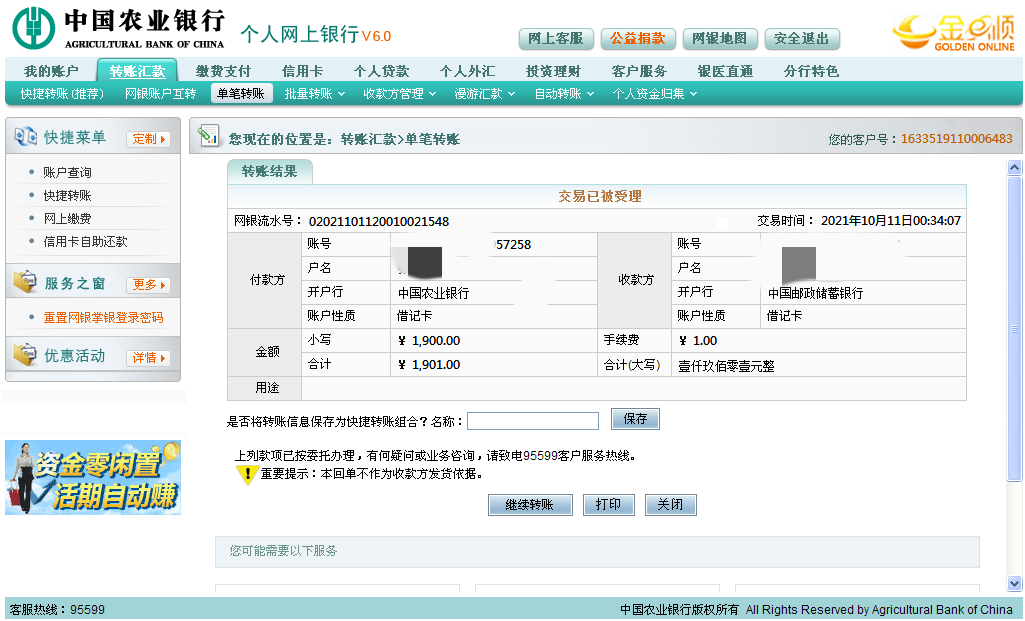 中国农业银行
AGRICULTURAL BANK OF CHINA
个人网上银行V6.0
网上客服 公益捐款 网银地图 安全退出
金e顺
GOLDEN ONLINE
我的账户 转账汇款 缴费支付 信用卡 个人贷款 个人外汇 投资理财 客户服务 银医直通 分行特色
快捷转账(推荐) 网银账户互转 单笔转账 批量转账 收款方管理 漫游汇款 自动转账 个人资金归集
快捷菜单 定制
账户查询
快捷转账
网上缴费
信用卡自助还款
服务之窗 更多
重置网银掌银登录密码
优惠活动 详情
资金零闲置
活期自动赚
您现在的位置是：转账汇款>单笔转账 您的客户号：1633519110006483
转账结果
交易已被受理
网银流水号：02021101120010021548 交易时间：2021年10月11日00:34:07
付款方 账号 57258 收款方 账号
户名 户名
开户行 中国农业银行 开户行 中国邮政储蓄银行
账户性质 借记卡 账户性质 借记卡
金额 小写 ¥ 1,900.00 手续费 ¥ 1.00
合计 ¥ 1,901.00 合计(大写) 壹仟玖佰零壹元整
用途
是否将转账信息保存为快捷转账组合？名称： 保存
上列款项已按委托办理，有何疑问或业务咨询，请致电95599客户服务热线。
重要提示：本回单不作为收款方发货依据。
继续转账 打印 关闭
您可能需要以下服务
客服热线：95599 中国农业银行版权所有 All Rights Reserved by Agricultural Bank of China